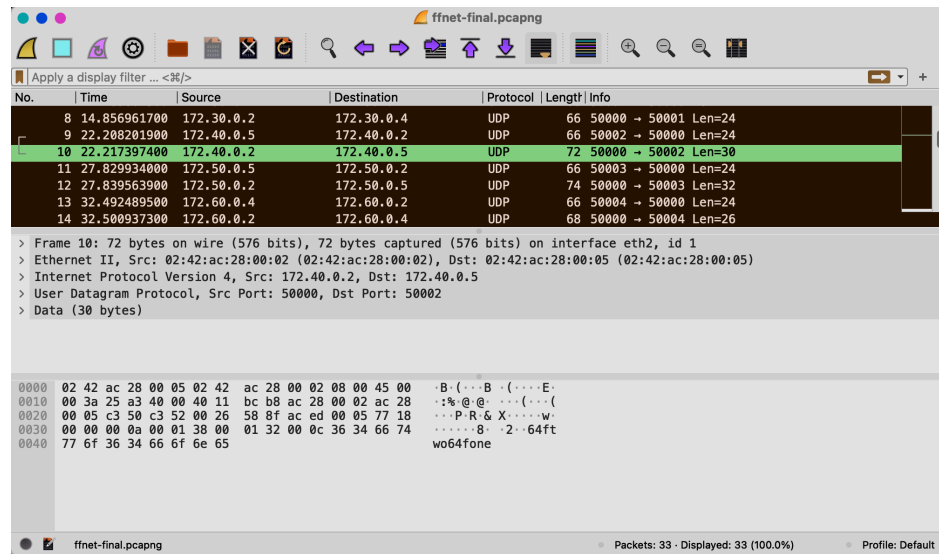 ffnet-final.pcapng
Apply a display filter ... <⌘/>
No. Time Source Destination Protocol Length Info
8 14.856961700 172.30.0.2 172.30.0.4 UDP 66 50000 → 50001 Len=24
9 22.208201900 172.40.0.5 172.40.0.2 UDP 66 50002 → 50000 Len=24
10 22.217397400 172.40.0.2 172.40.0.5 UDP 72 50000 → 50002 Len=30
11 27.829934000 172.50.0.5 172.50.0.2 UDP 66 50003 → 50000 Len=24
12 27.839563900 172.50.0.2 172.50.0.5 UDP 74 50000 → 50003 Len=32
13 32.492489500 172.60.0.4 172.60.0.2 UDP 66 50004 → 50000 Len=24
14 32.500937300 172.60.0.2 172.60.0.4 UDP 68 50000 → 50004 Len=26
> Frame 10: 72 bytes on wire (576 bits), 72 bytes captured (576 bits) on interface eth2, id 1
> Ethernet II, Src: 02:42:ac:28:00:02 (02:42:ac:28:00:02), Dst: 02:42:ac:28:00:05 (02:42:ac:28:00:05)
> Internet Protocol Version 4, Src: 172.40.0.2, Dst: 172.40.0.5
> User Datagram Protocol, Src Port: 50000, Dst Port: 50002
> Data (30 bytes)
0000 02 42 ac 28 00 05 02 42 ac 28 00 02 08 00 45 00 ·B·(···B ·(····E·
0010 00 3a 25 a3 40 00 40 11 bc b8 ac 28 00 02 ac 28 ·:%·@·@· ···(···(
0020 00 05 c3 50 c3 52 00 26 58 8f ac ed 00 05 77 18 ···P·R·& X·····w·
0030 00 00 00 0a 00 01 38 00 01 32 00 0c 36 34 66 74 ······8· ·2··64ft
0040 77 6f 36 34 66 6f 6e 65 wo64fone
ffnet-final.pcapng Packets: 33 · Displayed: 33 (100.0%) Profile: Default